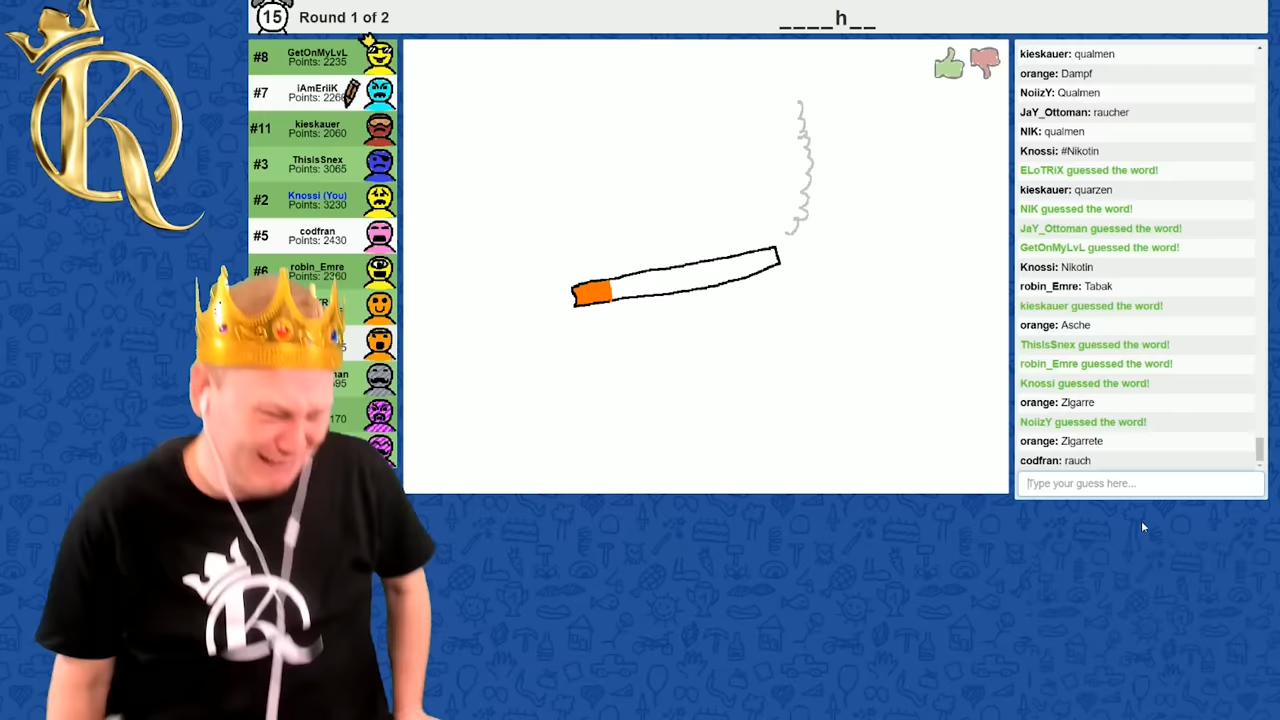 15
Round 1 of 2
____h__
#8
GetOnMyLvL
Points: 2235
#7
iAmEriiK
#11
kieskauer
Points: 2060
#3
ThisIsSnex
Points: 3065
#2
Knossi (You)
Points: 3230
#5
codfran
Points: 2430
#6
robin_Emre
Points: 2360
170
kieskauer: qualmen
orange: Dampf
NoiizY: Qualmen
JaY_Ottoman: raucher
NIK: qualmen
Knossi: #Nikotin
ELoTRiX guessed the word!
kieskauer: quarzen
NIK guessed the word!
JaY_Ottoman guessed the word!
GetOnMyLvL guessed the word!
Knossi: Nikotin
robin_Emre: Tabak
kieskauer guessed the word!
orange: Asche
ThisIsSnex guessed the word!
robin_Emre guessed the word!
Knossi guessed the word!
orange: Zigarre
NoiizY guessed the word!
orange: Zigarrete
codfran: rauch
Type your guess here...